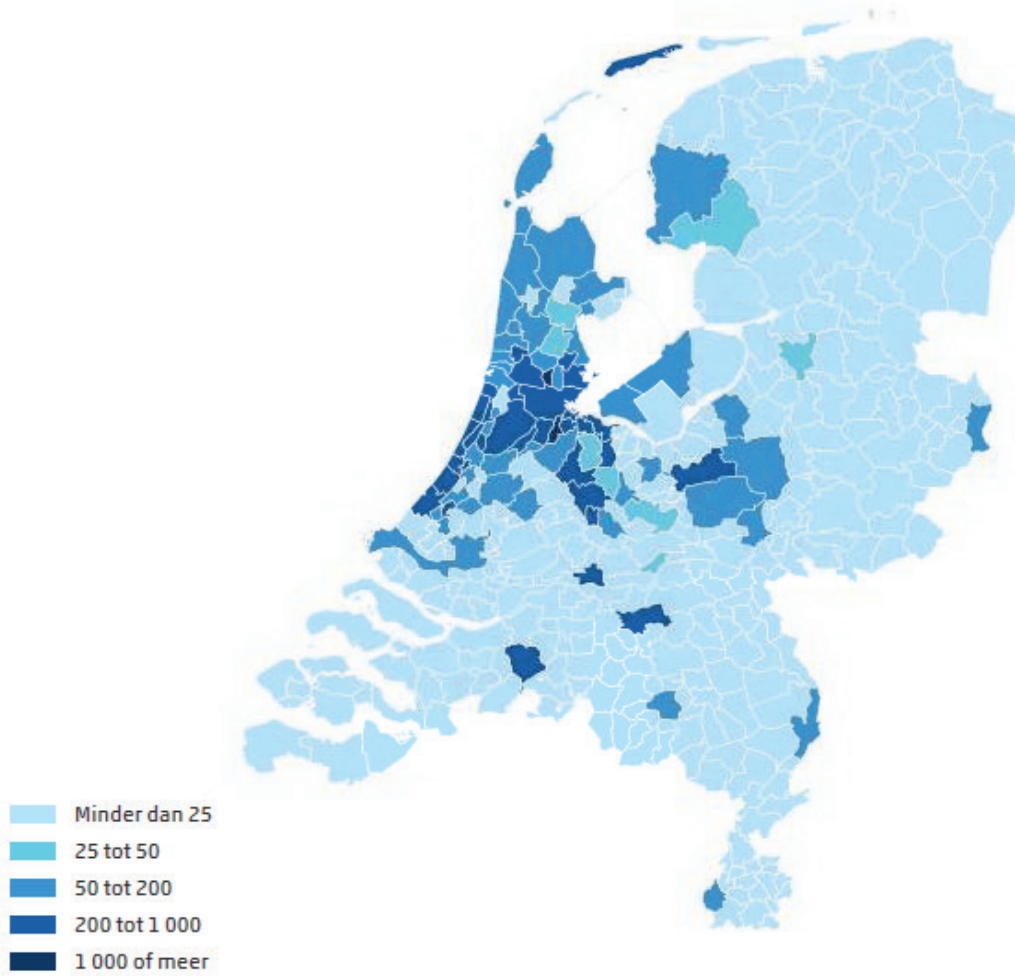 Minder dan 25
25 tot 50
50 tot 200
200 tot 1 000
1 000 of meer